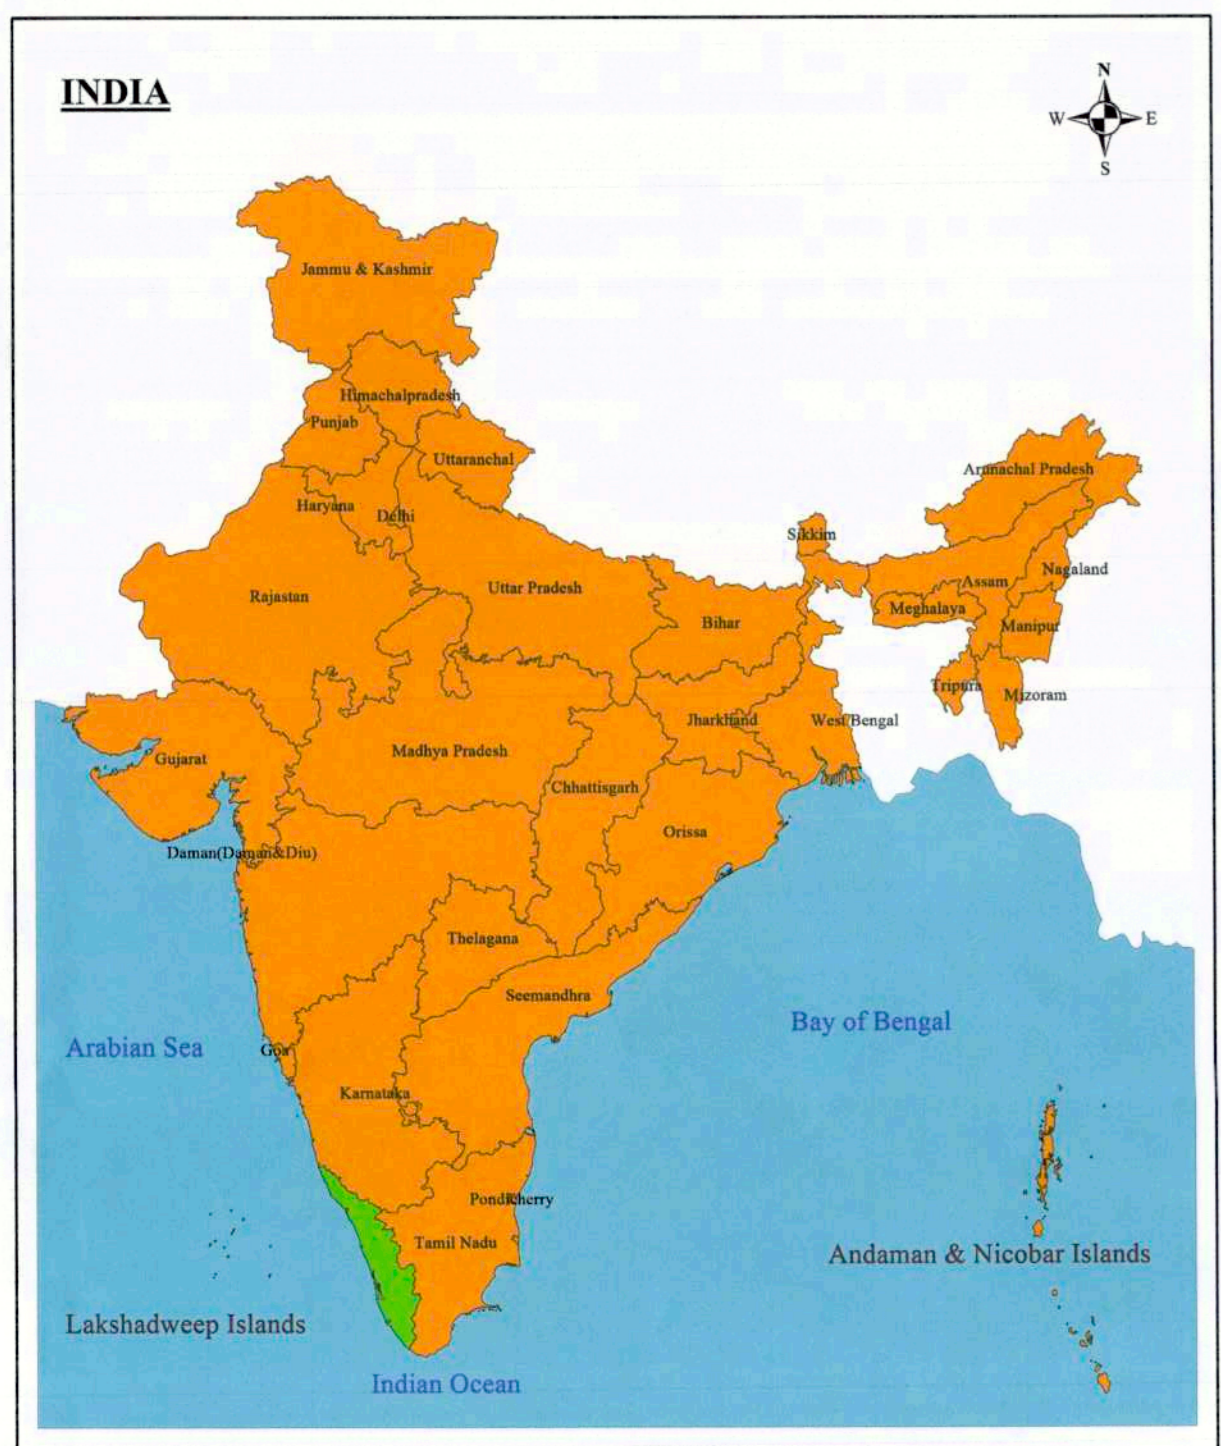 INDIA
N
W E
S
Jammu & Kashmir
Himachalpradesh
Punjab
Uttaranchal
Arunachal Pradesh
Haryana
Delhi
Sikkim
Nagaland
Assam
Uttar Pradesh
Rajastan
Meghalaya
Bihar
Manipur
Tripura
Mizoram
Jharkhand
West Bengal
Madhya Pradesh
Gujarat
Chhattisgarh
Orissa
Daman(Daman&Diu)
Thelagana
Seemandhra
Bay of Bengal
Arabian Sea
Goa
Karnataka
Pondicherry
Tamil Nadu
Andaman & Nicobar Islands
Lakshadweep Islands
Indian Ocean